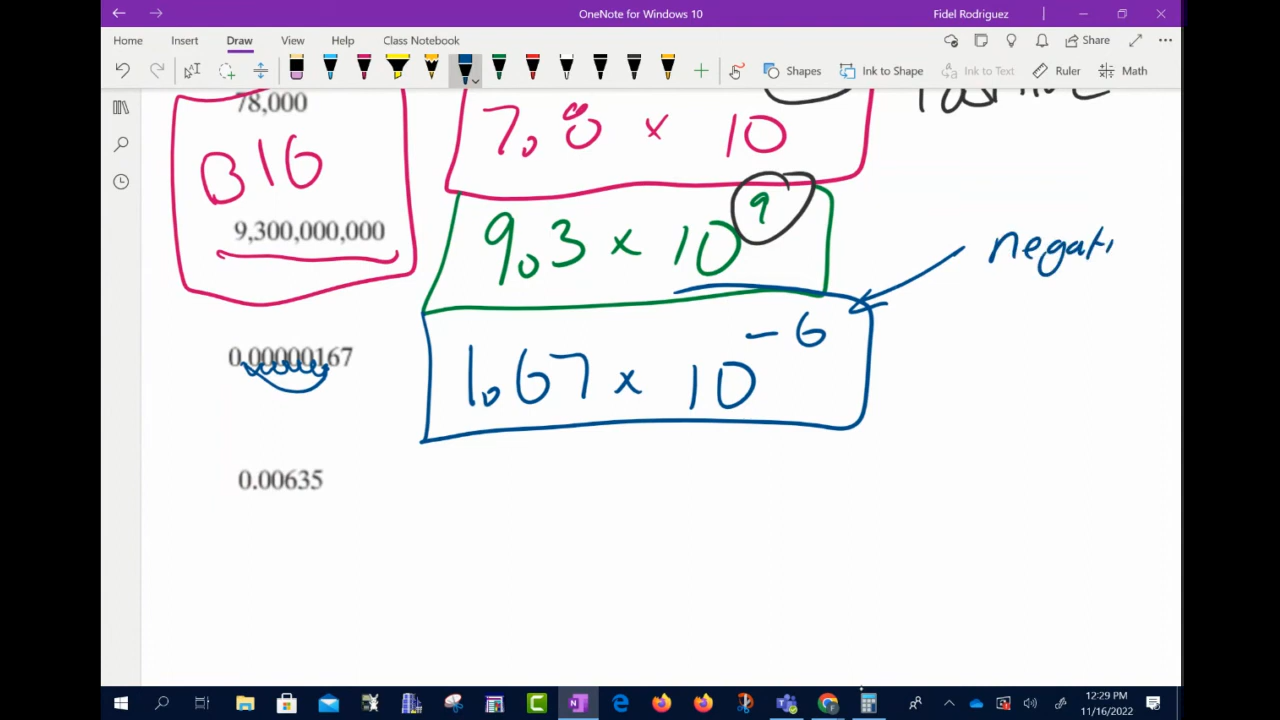 OneNote for Windows 10
Fidel Rodriguez
Home Insert Draw View Help Class Notebook
Share
Shapes
Ink to Shape
Ink to Text
Ruler
Math
78,000
7.8 x 10
BIG
9,300,000,000
9.3 x 10 9
negati
0.00000167
1.67 x 10 -6
0.00635
12:29 PM
11/16/2022